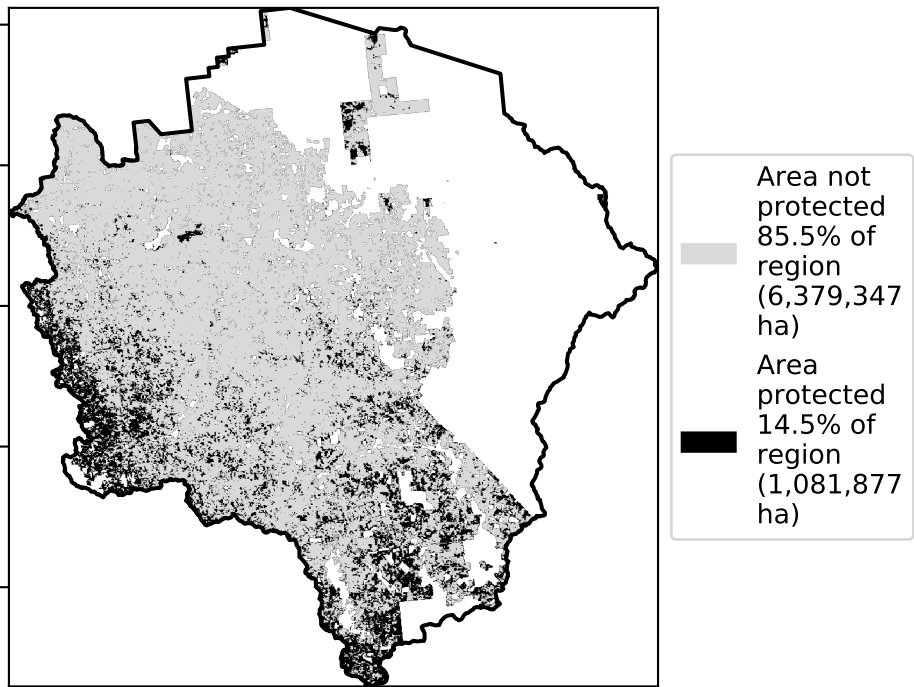 Area not
protected
85.5% of
region
(6,379,347
ha)
Area
protected
14.5% of
region
(1,081,877
ha)